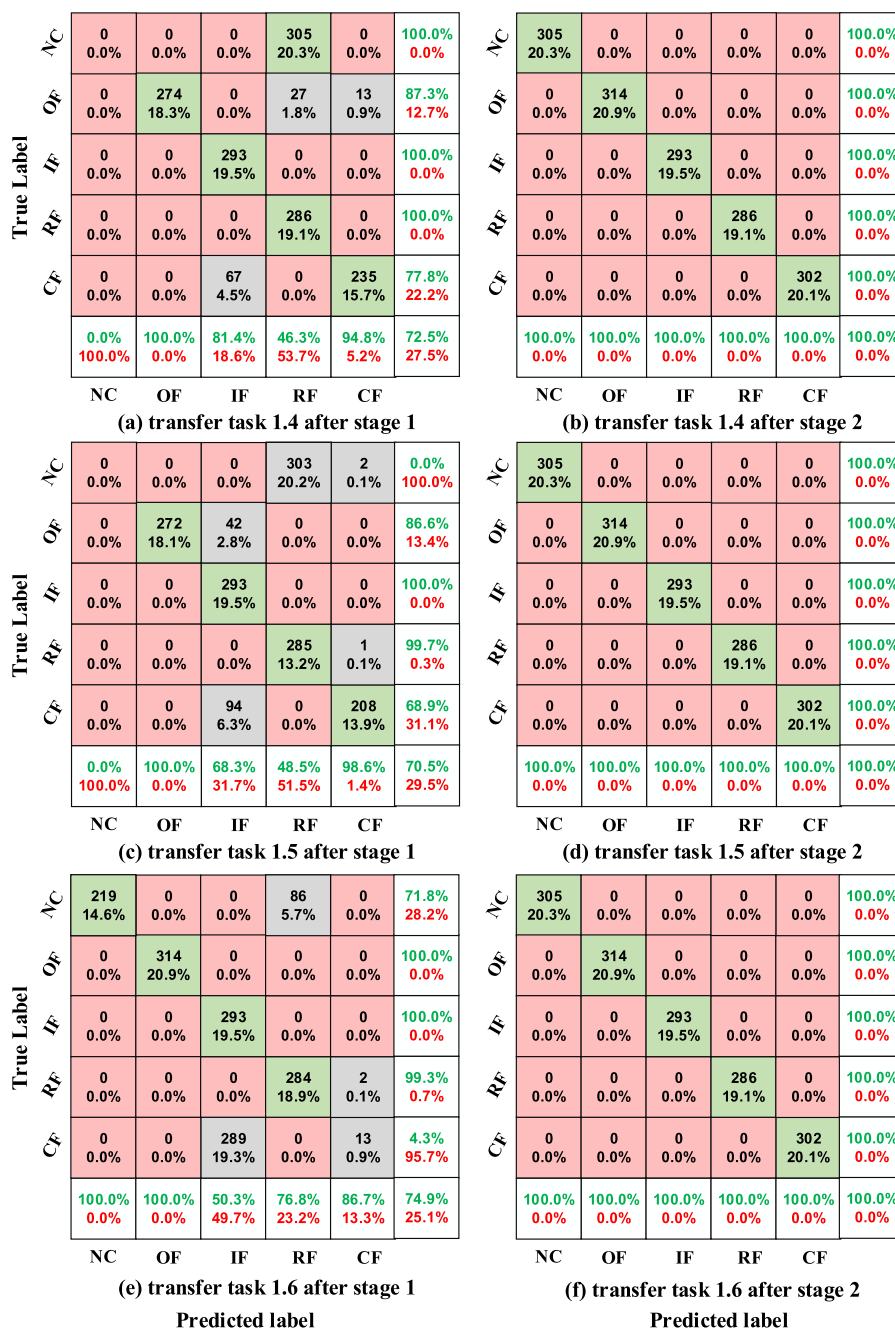 NC 0 0 0 305 0 100.0%
0.0% 0.0% 0.0% 20.3% 0.0% 0.0%
OF 0 274 0 27 13 87.3%
0.0% 18.3% 0.0% 1.8% 0.9% 12.7%
IF 0 0 293 0 0 100.0%
0.0% 0.0% 19.5% 0.0% 0.0% 0.0%
RF 0 0 0 286 0 100.0%
0.0% 0.0% 0.0% 19.1% 0.0% 0.0%
CF 0 0 67 0 235 77.8%
0.0% 0.0% 4.5% 0.0% 15.7% 22.2%
0.0% 100.0% 81.4% 46.3% 94.8% 72.5%
100.0% 0.0% 18.6% 53.7% 5.2% 27.5%
NC OF IF RF CF
True Label
(a) transfer task 1.4 after stage 1
NC 305 0 0 0 0 100.0%
20.3% 0.0% 0.0% 0.0% 0.0% 0.0%
OF 0 314 0 0 0 100.0%
0.0% 20.9% 0.0% 0.0% 0.0% 0.0%
IF 0 0 293 0 0 100.0%
0.0% 0.0% 19.5% 0.0% 0.0% 0.0%
RF 0 0 0 286 0 100.0%
0.0% 0.0% 0.0% 19.1% 0.0% 0.0%
CF 0 0 0 0 302 100.0%
0.0% 0.0% 0.0% 0.0% 20.1% 0.0%
100.0% 100.0% 100.0% 100.0% 100.0% 100.0%
0.0% 0.0% 0.0% 0.0% 0.0% 0.0%
NC OF IF RF CF
(b) transfer task 1.4 after stage 2
NC 0 0 0 303 2 0.0%
0.0% 0.0% 0.0% 20.2% 0.1% 100.0%
OF 0 272 42 0 0 86.6%
0.0% 18.1% 2.8% 0.0% 0.0% 13.4%
IF 0 0 293 0 0 100.0%
0.0% 0.0% 19.5% 0.0% 0.0% 0.0%
RF 0 0 0 285 1 99.7%
0.0% 0.0% 0.0% 13.2% 0.1% 0.3%
CF 0 0 94 0 208 68.9%
0.0% 0.0% 6.3% 0.0% 13.9% 31.1%
0.0% 100.0% 68.3% 48.5% 98.6% 70.5%
100.0% 0.0% 31.7% 51.5% 1.4% 29.5%
NC OF IF RF CF
True Label
(c) transfer task 1.5 after stage 1
NC 305 0 0 0 0 100.0%
20.3% 0.0% 0.0% 0.0% 0.0% 0.0%
OF 0 314 0 0 0 100.0%
0.0% 20.9% 0.0% 0.0% 0.0% 0.0%
IF 0 0 293 0 0 100.0%
0.0% 0.0% 19.5% 0.0% 0.0% 0.0%
RF 0 0 0 286 0 100.0%
0.0% 0.0% 0.0% 19.1% 0.0% 0.0%
CF 0 0 0 0 302 100.0%
0.0% 0.0% 0.0% 0.0% 20.1% 0.0%
100.0% 100.0% 100.0% 100.0% 100.0% 100.0%
0.0% 0.0% 0.0% 0.0% 0.0% 0.0%
NC OF IF RF CF
(d) transfer task 1.5 after stage 2
NC 219 0 0 86 0 71.8%
14.6% 0.0% 0.0% 5.7% 0.0% 28.2%
OF 0 314 0 0 0 100.0%
0.0% 20.9% 0.0% 0.0% 0.0% 0.0%
IF 0 0 293 0 0 100.0%
0.0% 0.0% 19.5% 0.0% 0.0% 0.0%
RF 0 0 0 284 2 99.3%
0.0% 0.0% 0.0% 18.9% 0.1% 0.7%
CF 0 0 289 0 13 4.3%
0.0% 0.0% 19.3% 0.0% 0.9% 95.7%
100.0% 100.0% 50.3% 76.8% 86.7% 74.9%
0.0% 0.0% 49.7% 23.2% 13.3% 25.1%
NC OF IF RF CF
True Label
(e) transfer task 1.6 after stage 1
Predicted label
NC 305 0 0 0 0 100.0%
20.3% 0.0% 0.0% 0.0% 0.0% 0.0%
OF 0 314 0 0 0 100.0%
0.0% 20.9% 0.0% 0.0% 0.0% 0.0%
IF 0 0 293 0 0 100.0%
0.0% 0.0% 19.5% 0.0% 0.0% 0.0%
RF 0 0 0 286 0 100.0%
0.0% 0.0% 0.0% 19.1% 0.0% 0.0%
CF 0 0 0 0 302 100.0%
0.0% 0.0% 0.0% 0.0% 20.1% 0.0%
100.0% 100.0% 100.0% 100.0% 100.0% 100.0%
0.0% 0.0% 0.0% 0.0% 0.0% 0.0%
NC OF IF RF CF
(f) transfer task 1.6 after stage 2
Predicted label